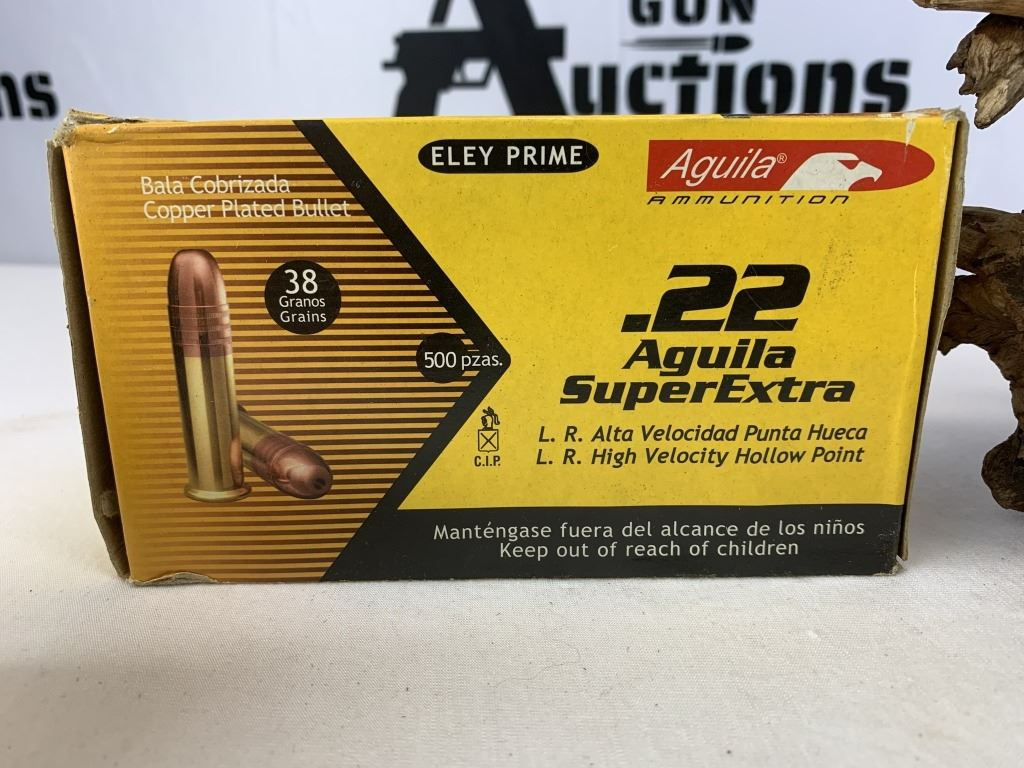 GUN
Auctions
ns
ELEY PRIME
Aguila®
AMMUNITION
Bala Cobrizada
Copper Plated Bullet
38
Granos
Grains
500 pzas.
.22
Aguila
SuperExtra
C.I.P.
L. R. Alta Velocidad Punta Hueca
L. R. High Velocity Hollow Point
Manténgase fuera del alcance de los niños
Keep out of reach of children